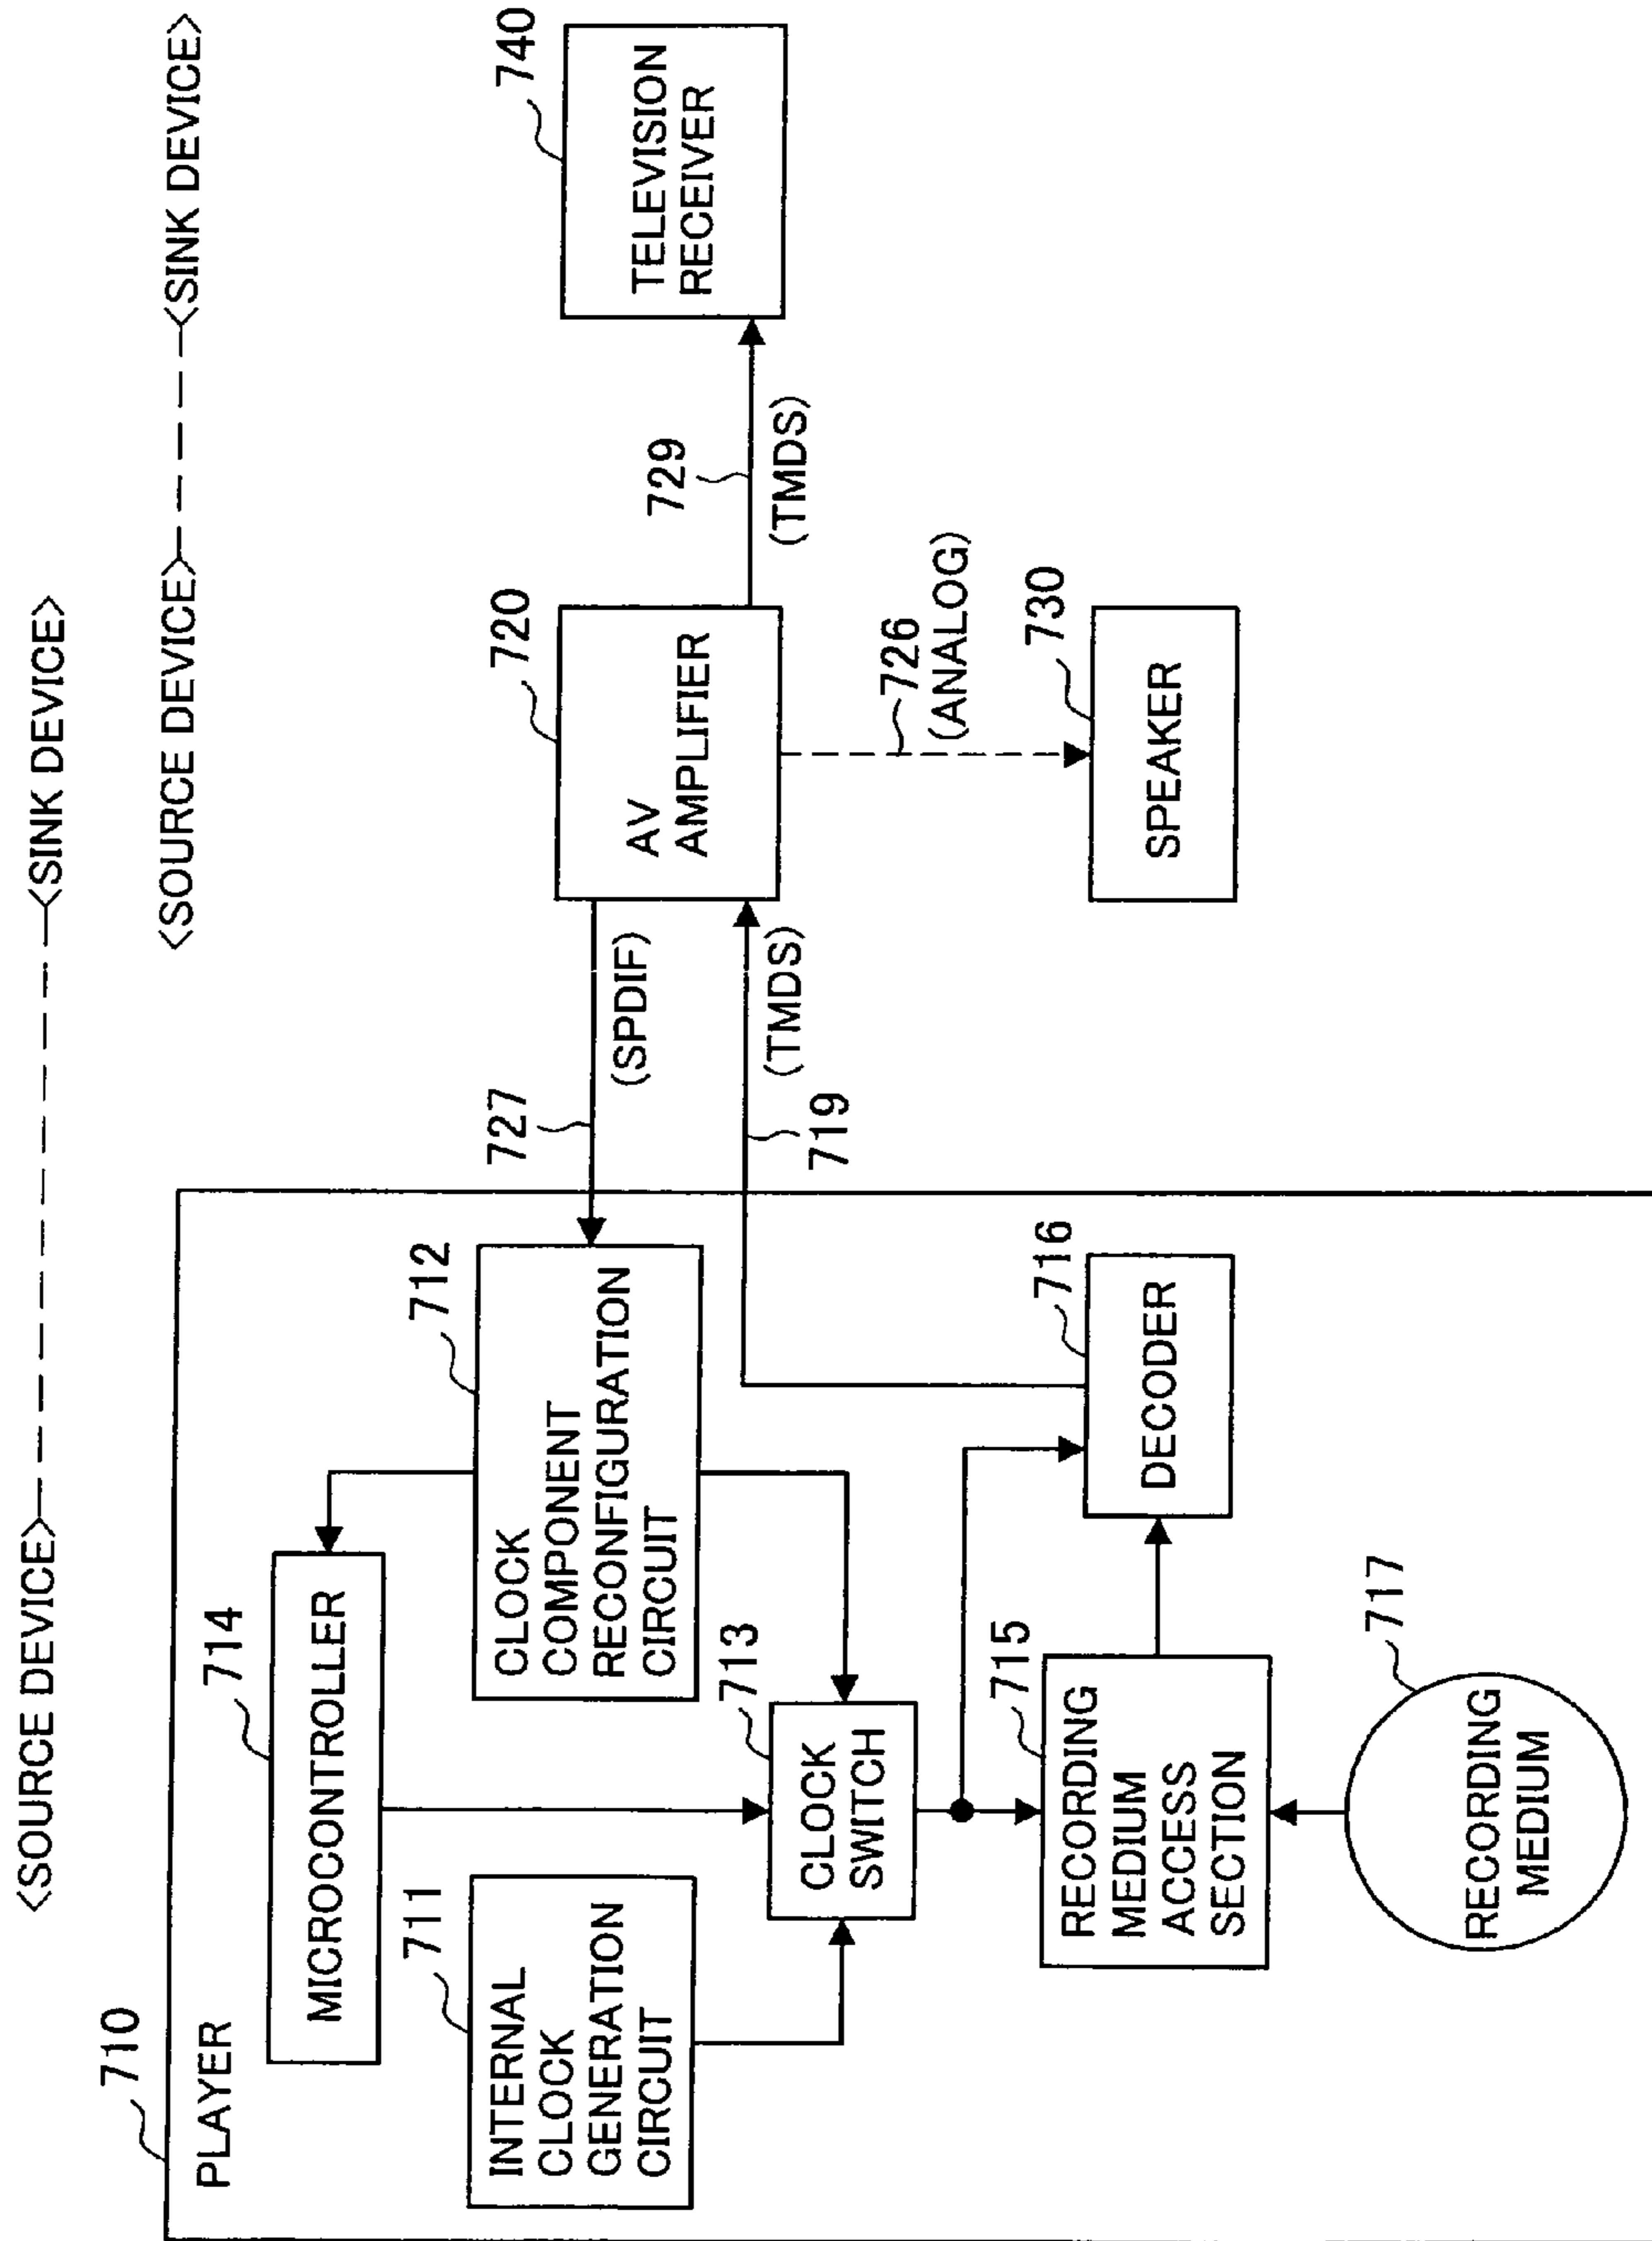 <SOURCE DEVICE>
<SINK DEVICE>
<SOURCE DEVICE>
<SINK DEVICE>
710
PLAYER
714
MICROCONTROLLER
711
INTERNAL
CLOCK
GENERATION
CIRCUIT
712
CLOCK
COMPONENT
RECONFIGURATION
CIRCUIT
713
CLOCK
SWITCH
715
RECORDING
MEDIUM
ACCESS
SECTION
716
DECODER
717
RECORDING
MEDIUM
727
(SPDIF)
(TMDS)
719
720
AV
AMPLIFIER
726
(ANALOG)
730
SPEAKER
729
(TMDS)
740
TELEVISION
RECEIVER